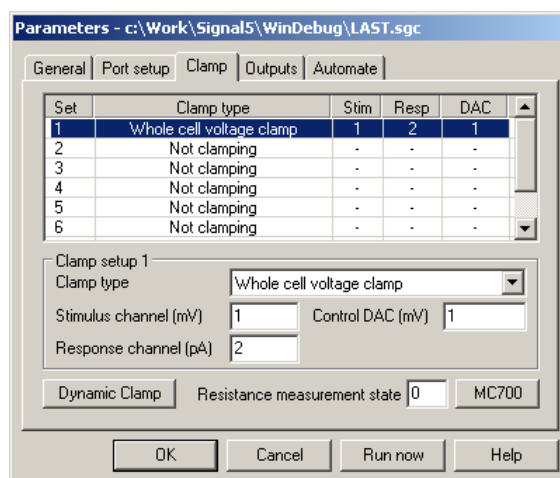 Parameters - c:\Work\Signal5\WinDebug\LAST.sgc
General Port setup Clamp Outputs Automate
Set Clamp type Stim Resp DAC
1 Whole cell voltage clamp 1 2 1
2 Not clamping - - -
3 Not clamping - - -
4 Not clamping - - -
5 Not clamping - - -
6 Not clamping - - -
Clamp setup 1
Clamp type Whole cell voltage clamp
Stimulus channel (mV) 1 Control DAC (mV) 1
Response channel (pA) 2
Dynamic Clamp Resistance measurement state 0 MC700
OK Cancel Run now Help